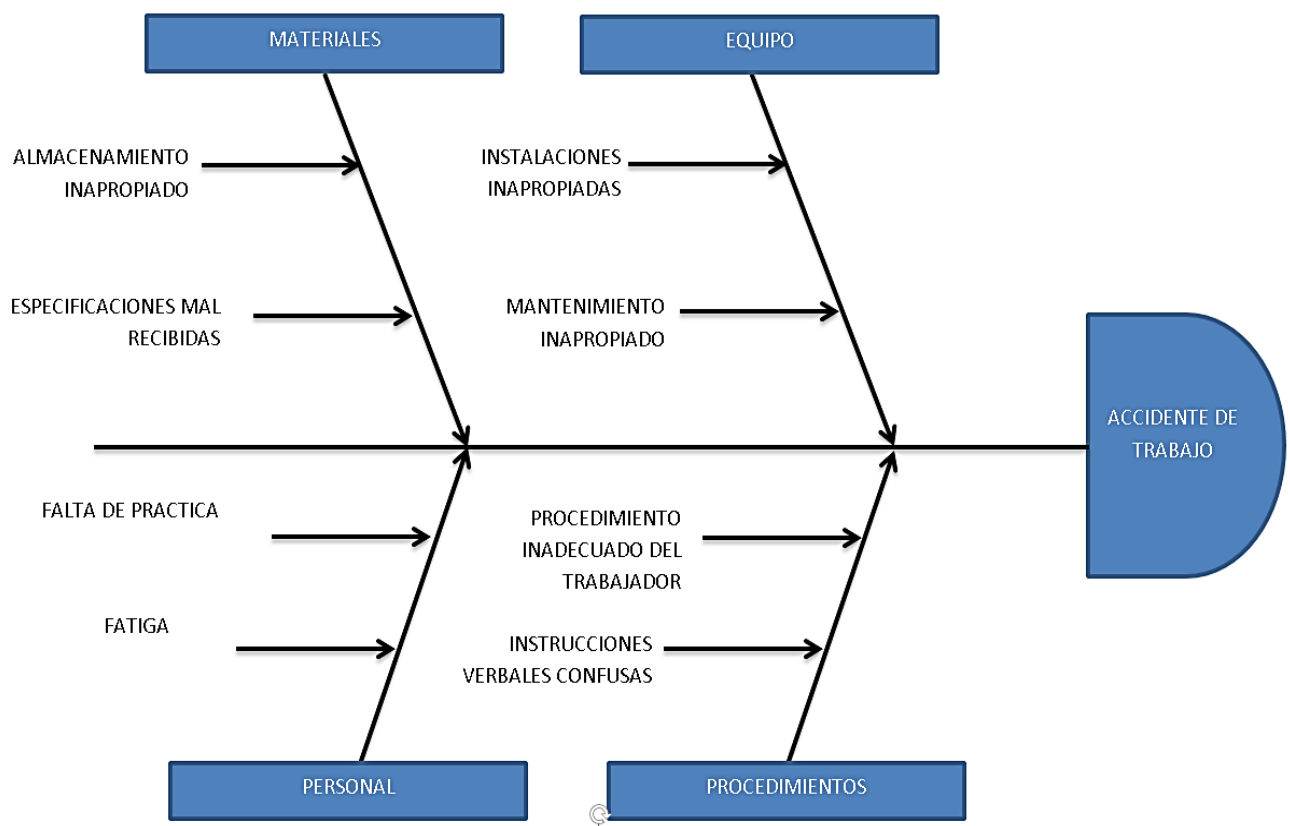 MATERIALES
EQUIPO
ALMACENAMIENTO
INAPROPIADO
INSTALACIONES
INAPROPIADAS
ESPECIFICACIONES MAL
RECIBIDAS
MANTENIMIENTO
INAPROPIADO
ACCIDENTE DE
TRABAJO
FALTA DE PRACTICA
PROCEDIMIENTO
INADECUADO DEL
TRABAJADOR
FATIGA
INSTRUCCIONES
VERBALES CONFUSAS
PERSONAL
PROCEDIMIENTOS